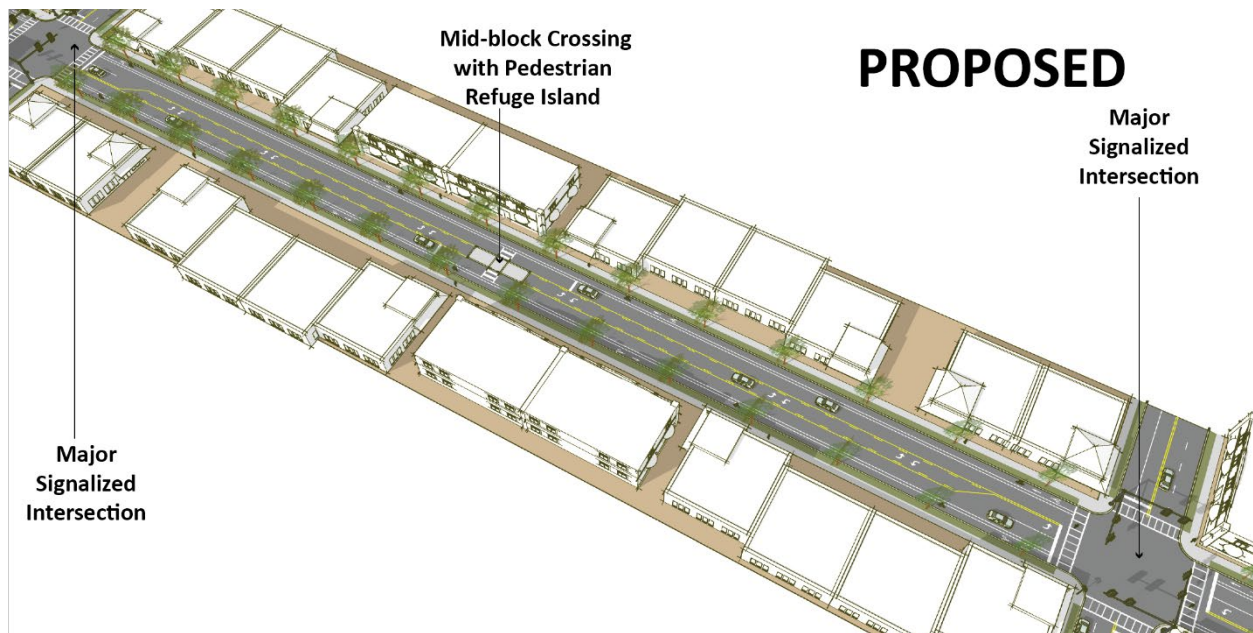 Mid-block Crossing
with Pedestrian
Refuge Island
PROPOSED
Major
Signalized
Intersection
Major
Signalized
Intersection